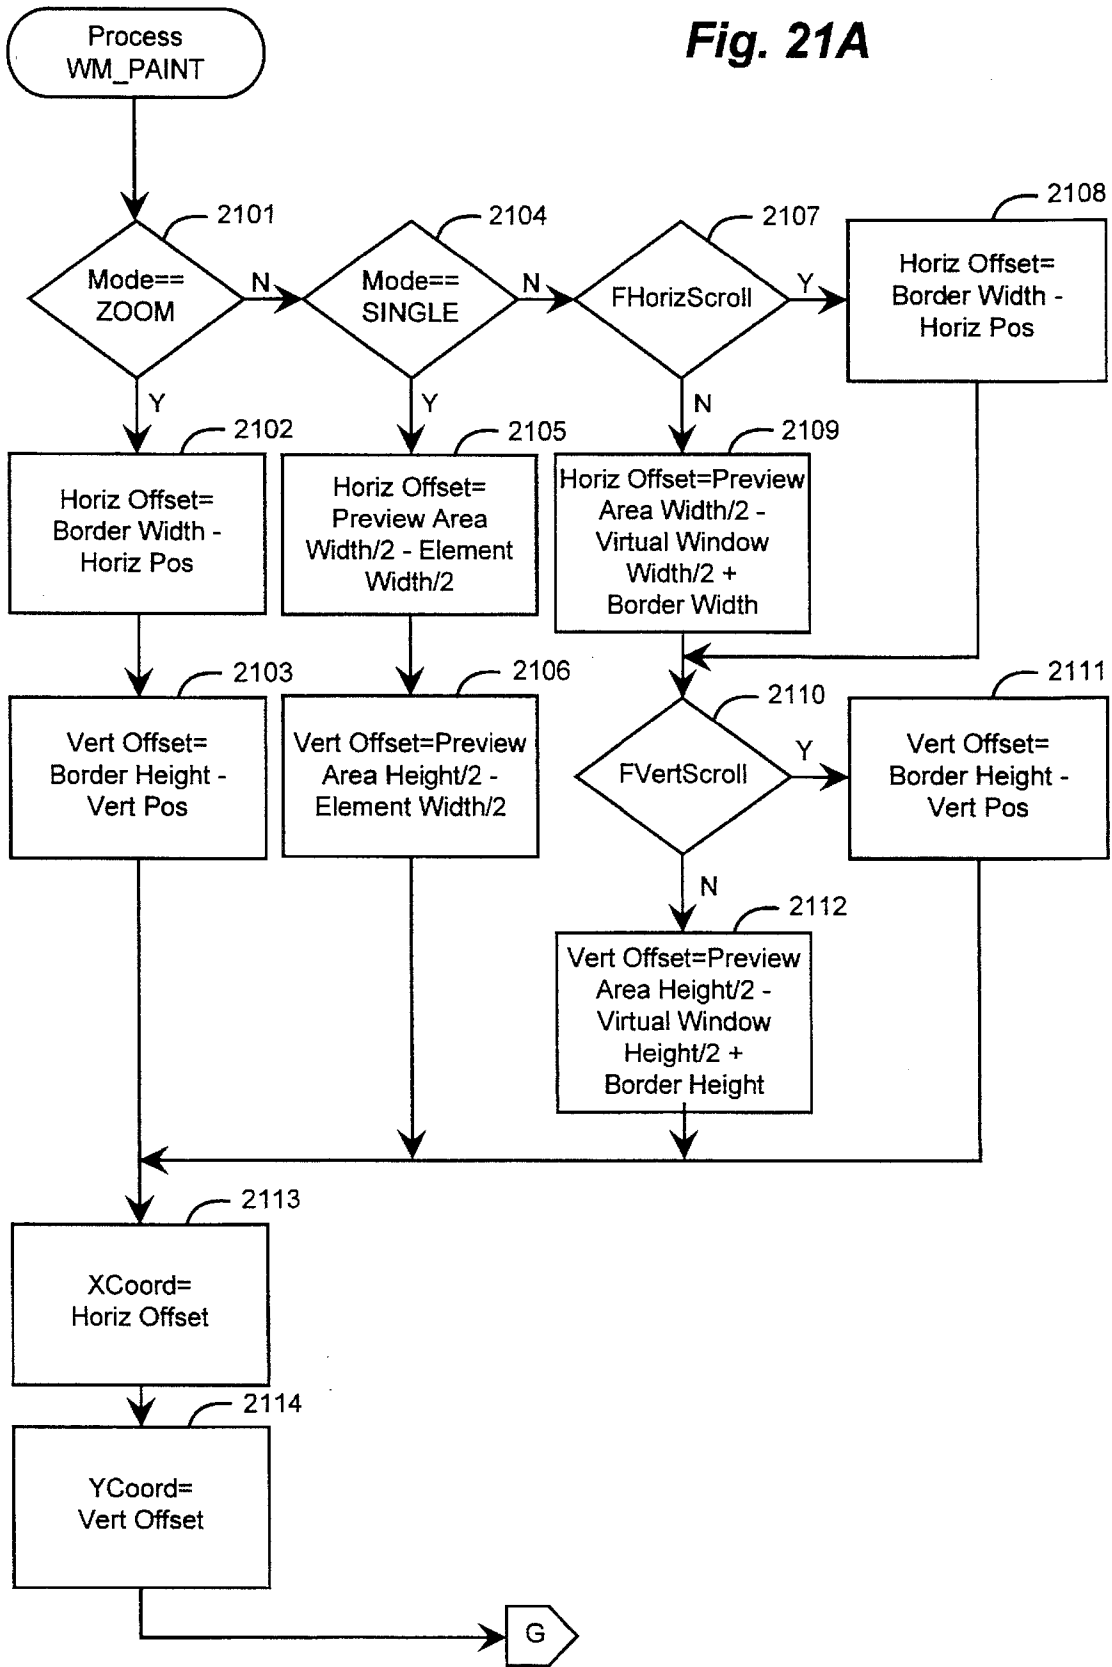 Fig. 21A
Process
WM_PAINT
2101
Mode==
ZOOM
N
Y
2104
Mode==
SINGLE
N
Y
2107
FHorizScroll
Y
N
2108
Horiz Offset=
Border Width -
Horiz Pos
2102
Horiz Offset=
Border Width -
Horiz Pos
2105
Horiz Offset=
Preview Area
Width/2 - Element
Width/2
2109
Horiz Offset=Preview
Area Width/2 -
Virtual Window
Width/2 +
Border Width
2103
Vert Offset=
Border Height -
Vert Pos
2106
Vert Offset=Preview
Area Height/2 -
Element Width/2
2110
FVertScroll
Y
N
2111
Vert Offset=
Border Height -
Vert Pos
2112
Vert Offset=Preview
Area Height/2 -
Virtual Window
Height/2 +
Border Height
2113
XCoord=
Horiz Offset
2114
YCoord=
Vert Offset
G